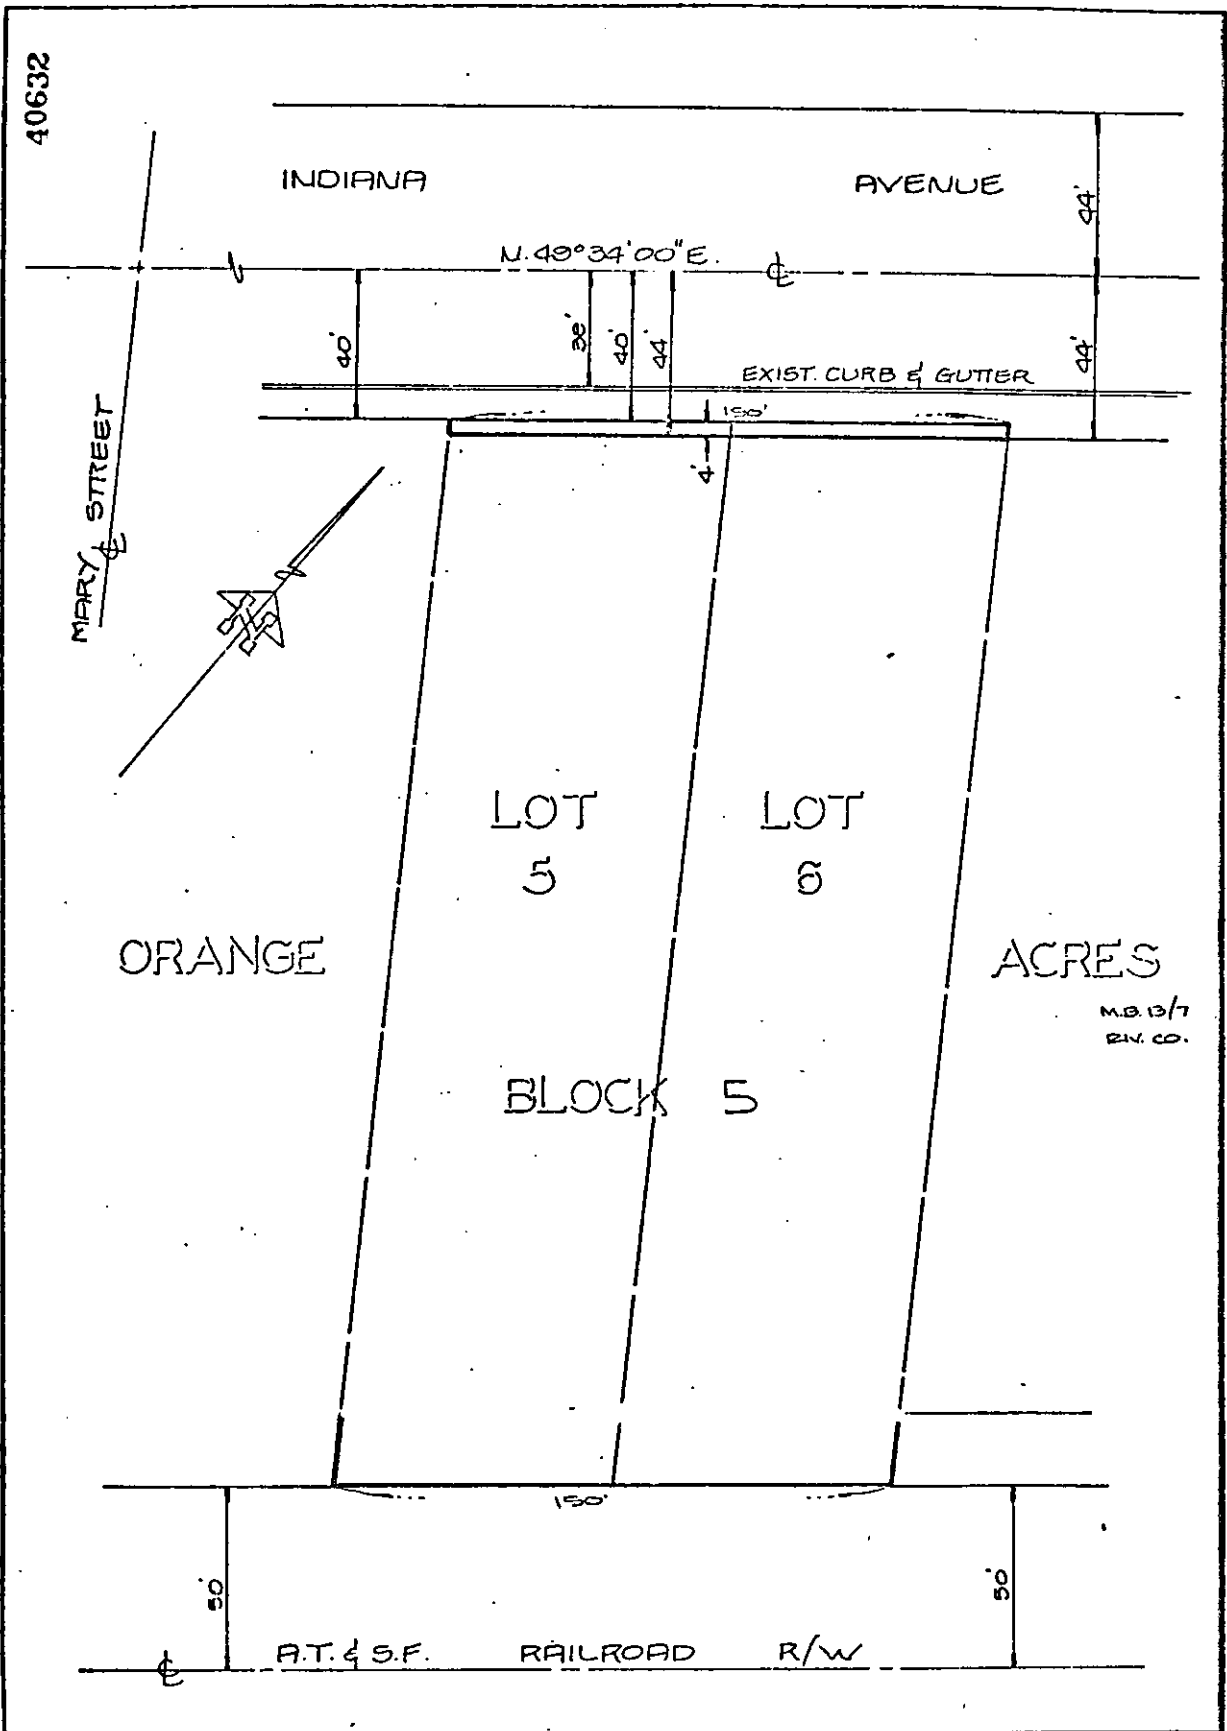 40632
INDIANA AVENUE
44'
N. 49°34'00" E.
40'
38'
40'
44'
44'
EXIST. CURB & GUTTER
150'
4'
MARY STREET
LOT
5
LOT
6
ORANGE ACRES
M.B. 13/7
RIV. CO.
BLOCK 5
150'
50'
50'
A.T. & S.F. RAILROAD R/W